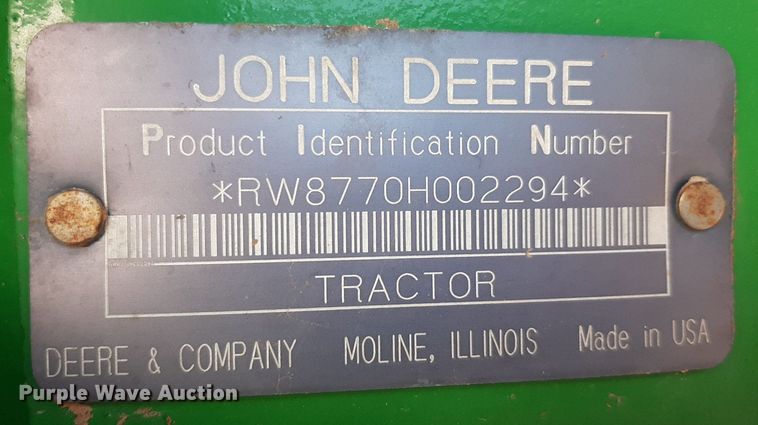 JOHN DEERE
Product Identification Number
*RW8770H002294*
TRACTOR
DEERE & COMPANY MOLINE, ILLINOIS Made in USA
Purple Wave Auction